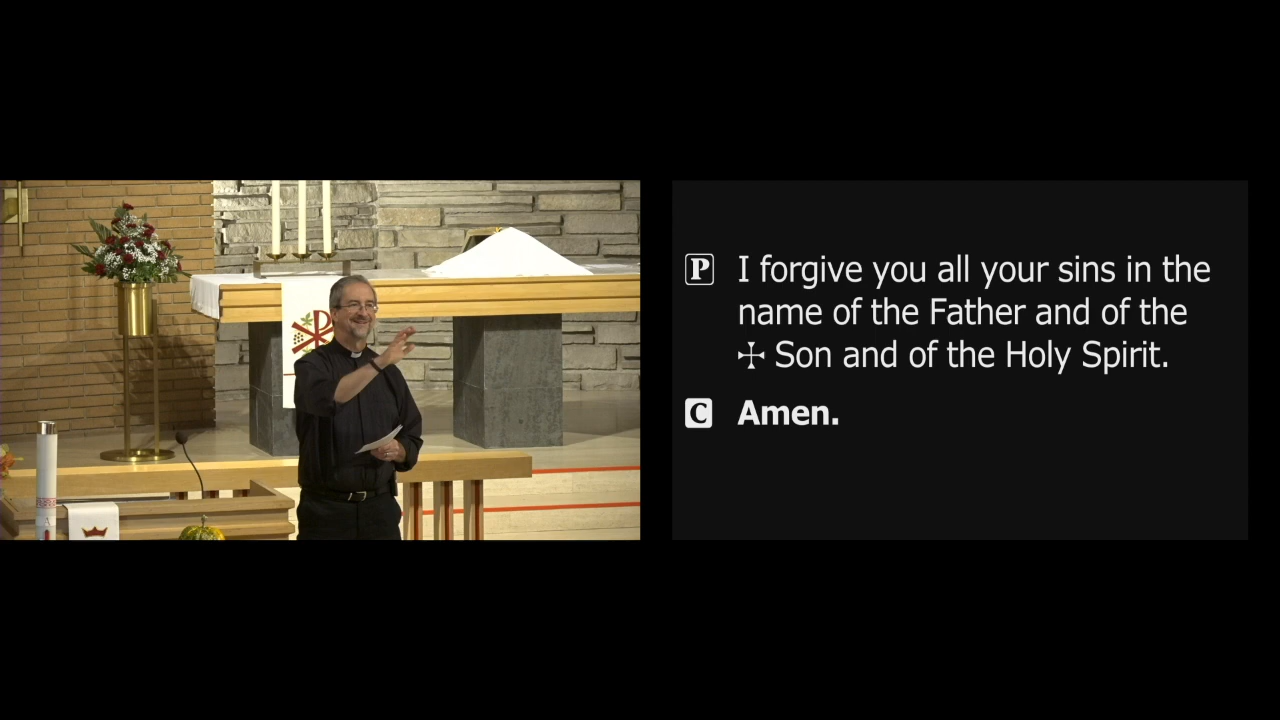 P I forgive you all your sins in the
name of the Father and of the
☩ Son and of the Holy Spirit.
C Amen.